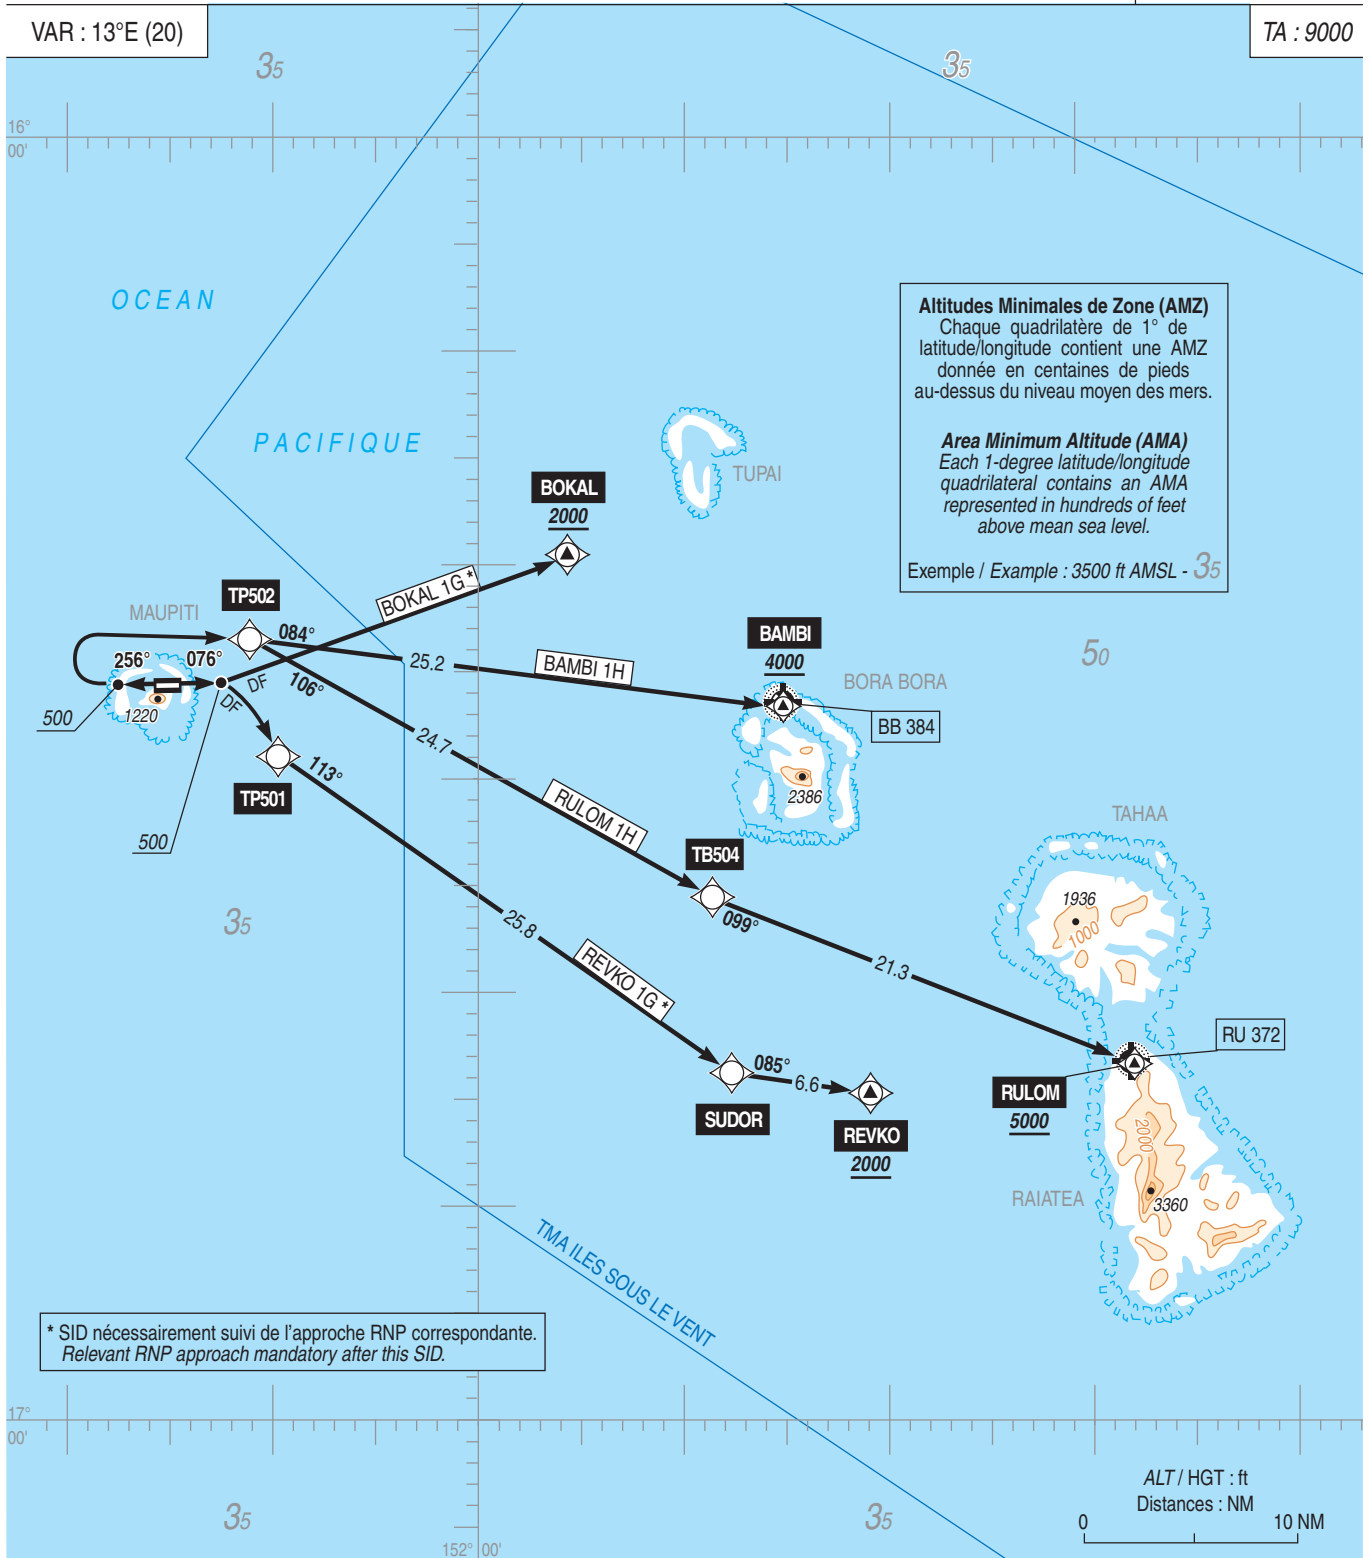 VAR : 13°E (20)
TA : 9000
35
35
16°
00'
OCEAN
PACIFIQUE
Altitudes Minimales de Zone (AMZ)
Chaque quadrilatère de 1° de
latitude/longitude contient une AMZ
donnée en centaines de pieds
au-dessus du niveau moyen des mers.
Area Minimum Altitude (AMA)
Each 1-degree latitude/longitude
quadrilateral contains an AMA
represented in hundreds of feet
above mean sea level.
Exemple / Example : 3500 ft AMSL - 35
TUPAI
BOKAL
2000
BOKAL 1G *
TP502
MAUPITI
084°
256°
076°
DF
DF
106°
1220
500
500
25.2
BAMBI 1H
BAMBI
4000
BORA BORA
BB 384
2386
50
24.7
RULOM 1H
TP501
113°
TB504
099°
21.3
TAHAA
1936
1000
35
25.8
REVKO 1G *
SUDOR
085°
6.6
REVKO
2000
RU 372
RULOM
5000
2000
RAIATEA
3360
TMA ILES SOUS LE VENT
* SID nécessairement suivi de l'approche RNP correspondante.
Relevant RNP approach mandatory after this SID.
17°
00'
35
35
152° 00'
ALT / HGT : ft
Distances : NM
0
10 NM